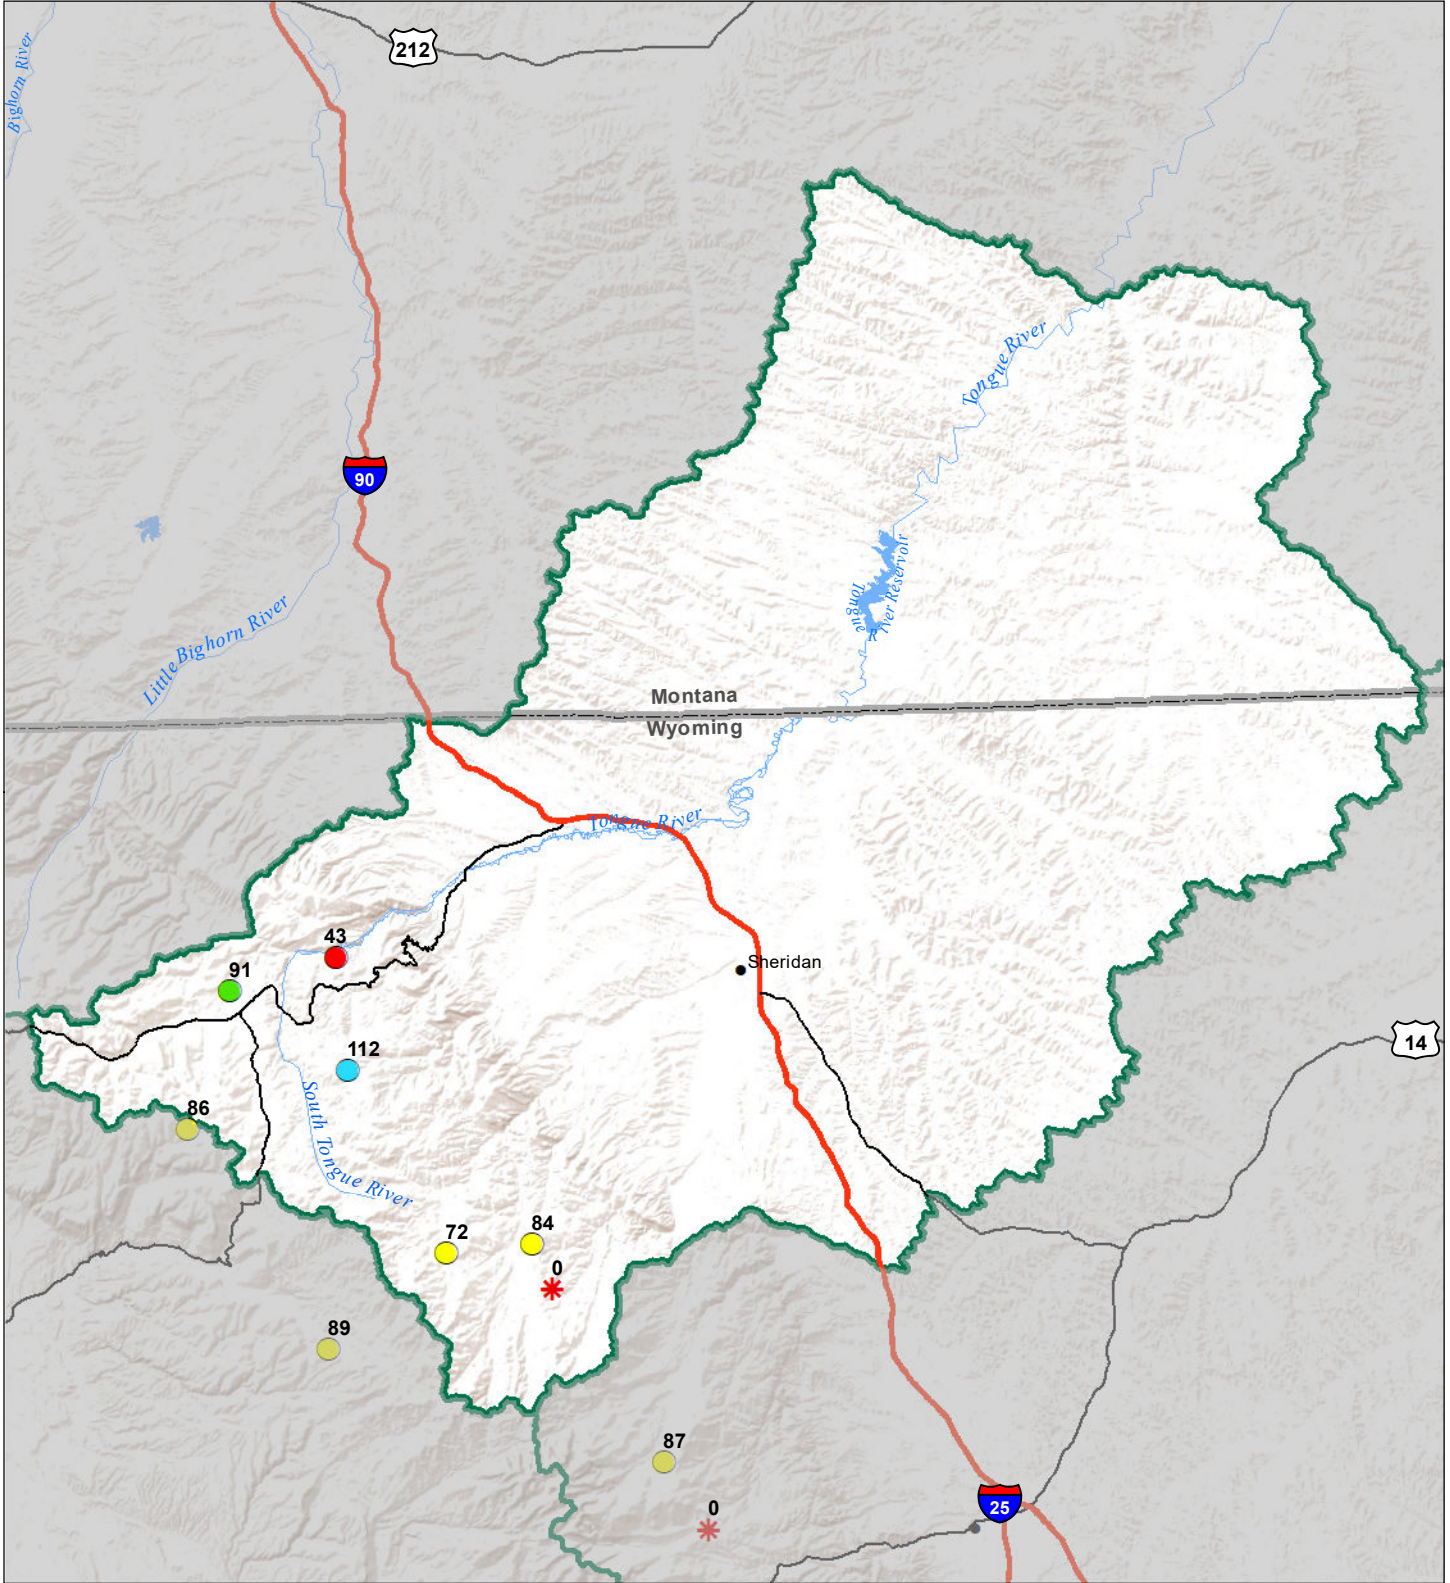 212
Bighorn River
Tongue River
90
Tongue
River Reservoir
Little Bighorn River
Montana
Wyoming
Tongue River
43
Sheridan
91
14
112
86
South Tongue River
72
84
0
89
87
0
25